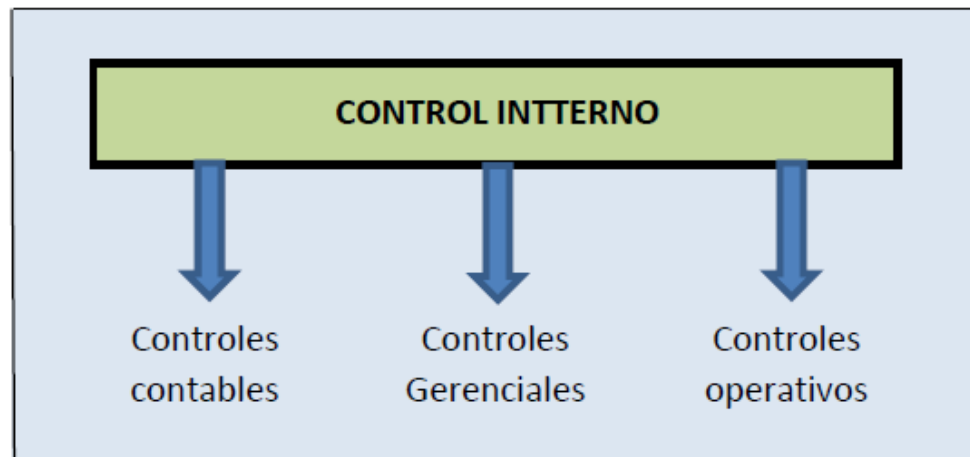 CONTROL INTTERNO
Controles
contables
Controles
Gerenciales
Controles
operativos